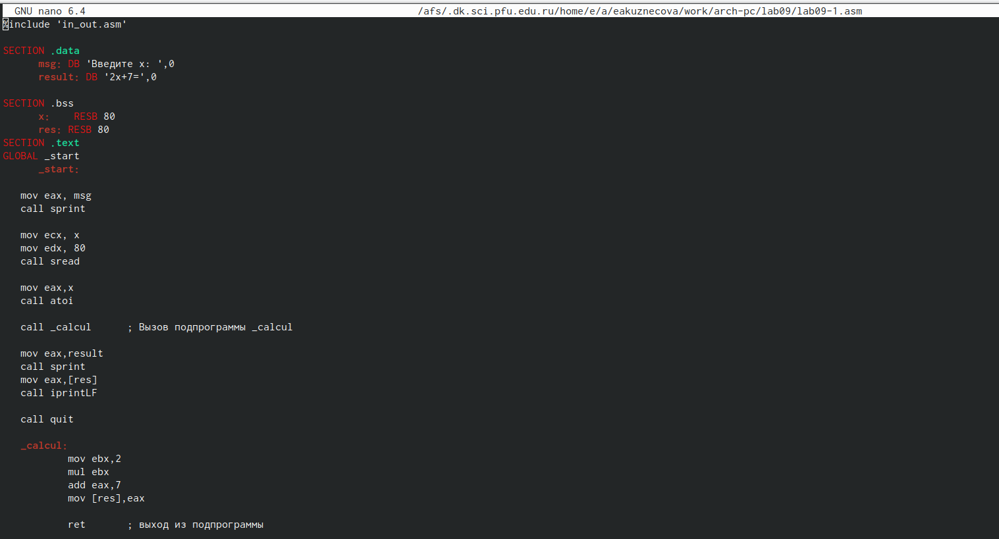 GNU nano 6.4 /afs/.dk.sci.pfu.edu.ru/home/e/a/eakuznecova/work/arch-pc/lab09/lab09-1.asm
%include 'in_out.asm'
SECTION .data
msg: DB 'Введите x: ',0
result: DB '2x+7=',0
SECTION .bss
x: RESB 80
res: RESB 80
SECTION .text
GLOBAL _start
_start:
mov eax, msg
call sprint
mov ecx, x
mov edx, 80
call sread
mov eax,x
call atoi
call _calcul ; Вызов подпрограммы _calcul
mov eax,result
call sprint
mov eax,[res]
call iprintLF
call quit
_calcul:
mov ebx,2
mul ebx
add eax,7
mov [res],eax
ret ; выход из подпрограммы